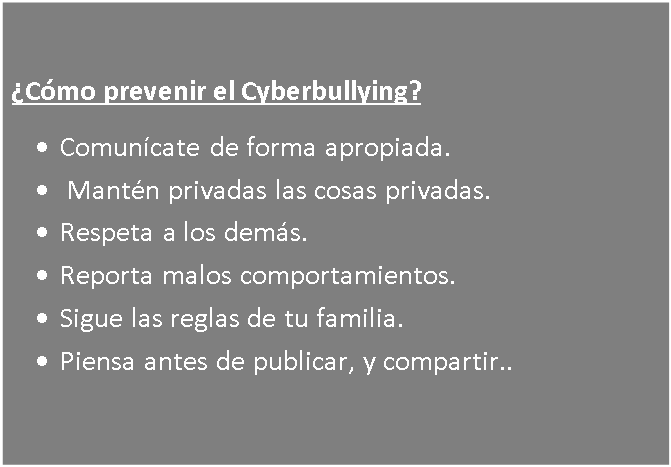 ¿Cómo prevenir el Cyberbullying?
• Comunícate de forma apropiada.
• Mantén privadas las cosas privadas.
• Respeta a los demás.
• Reporta malos comportamientos.
• Sigue las reglas de tu familia.
• Piensa antes de publicar, y compartir..